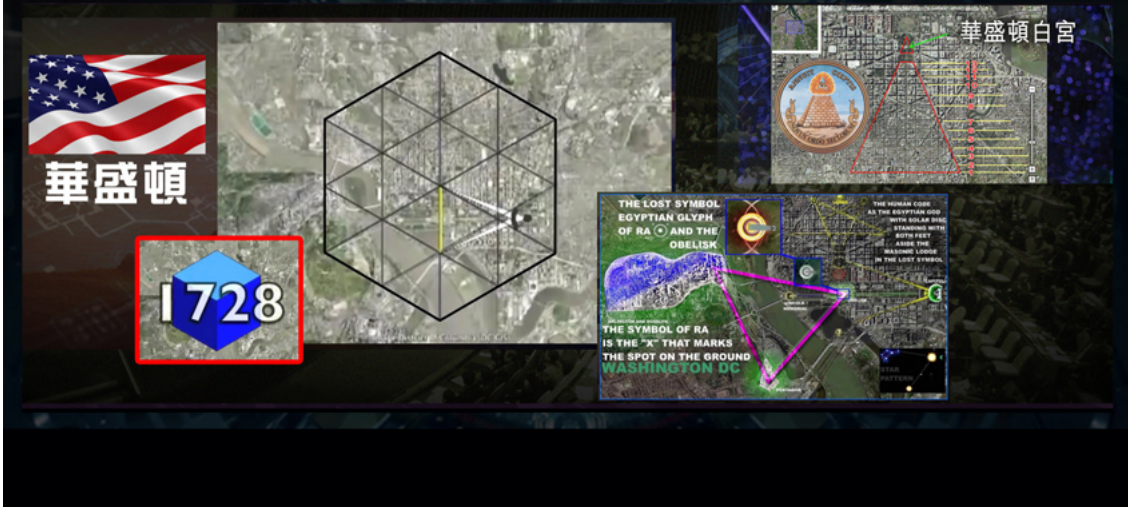 華盛頓
1728
華盛頓白宮
THE LOST SYMBOL
EGYPTIAN GLYPH
OF RA ☉ AND THE
OBELISK
THE HUMAN CODE
AS THE EGYPTIAN GOD
WITH SOLAR DISC
STANDING WITH
BOTH FEET
ASIDE THE
MASONIC LODGE
IN THE LOST SYMBOL
THE SYMBOL OF RA
IS THE "X" THAT MARKS
THE SPOT ON THE GROUND
WASHINGTON DC
STAR
PATTERN